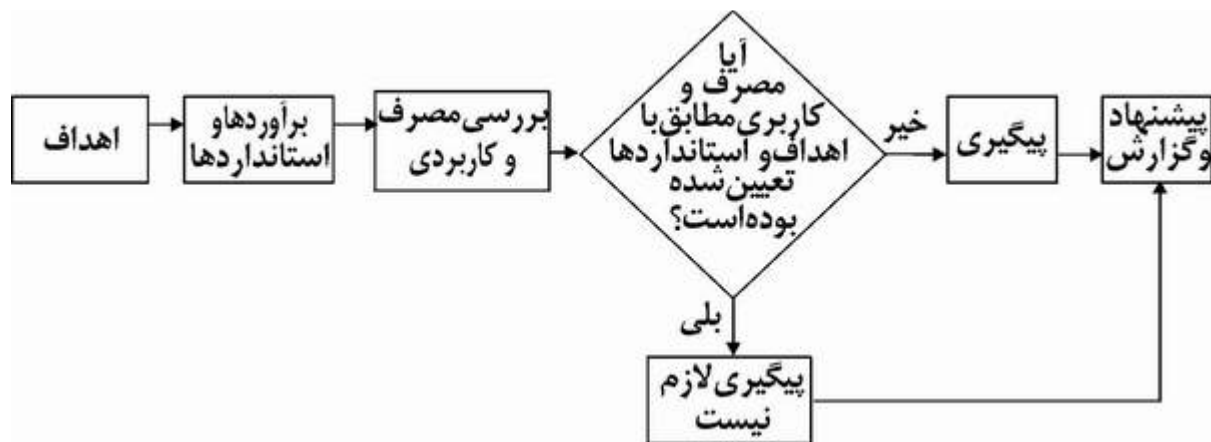 اهداف
برآوردها و
استانداردها
بررسی مصرف
و کاربردی
آیا
مصرف و
کاربری مطابق با
اهداف و استانداردها
تعیین شده
بوده است؟
خیر
پیگیری
پیشنهاد
و گزارش
بلی
پیگیری لازم
نیست